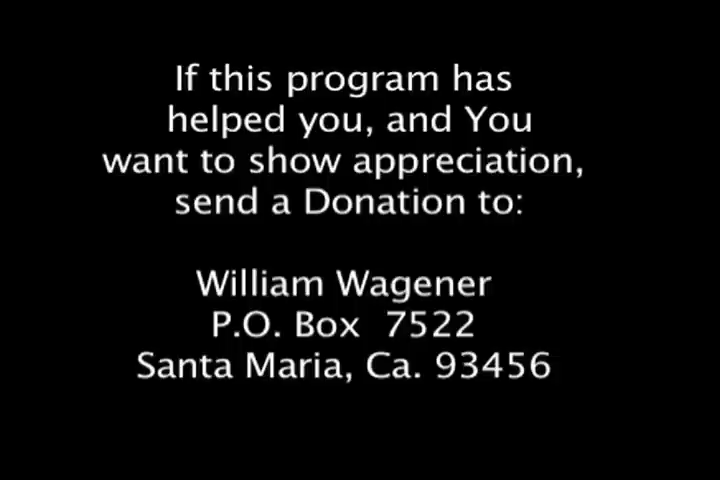 If this program has
helped you, and You
want to show appreciation,
send a Donation to:
William Wagener
P.O. Box  7522
Santa Maria, Ca. 93456